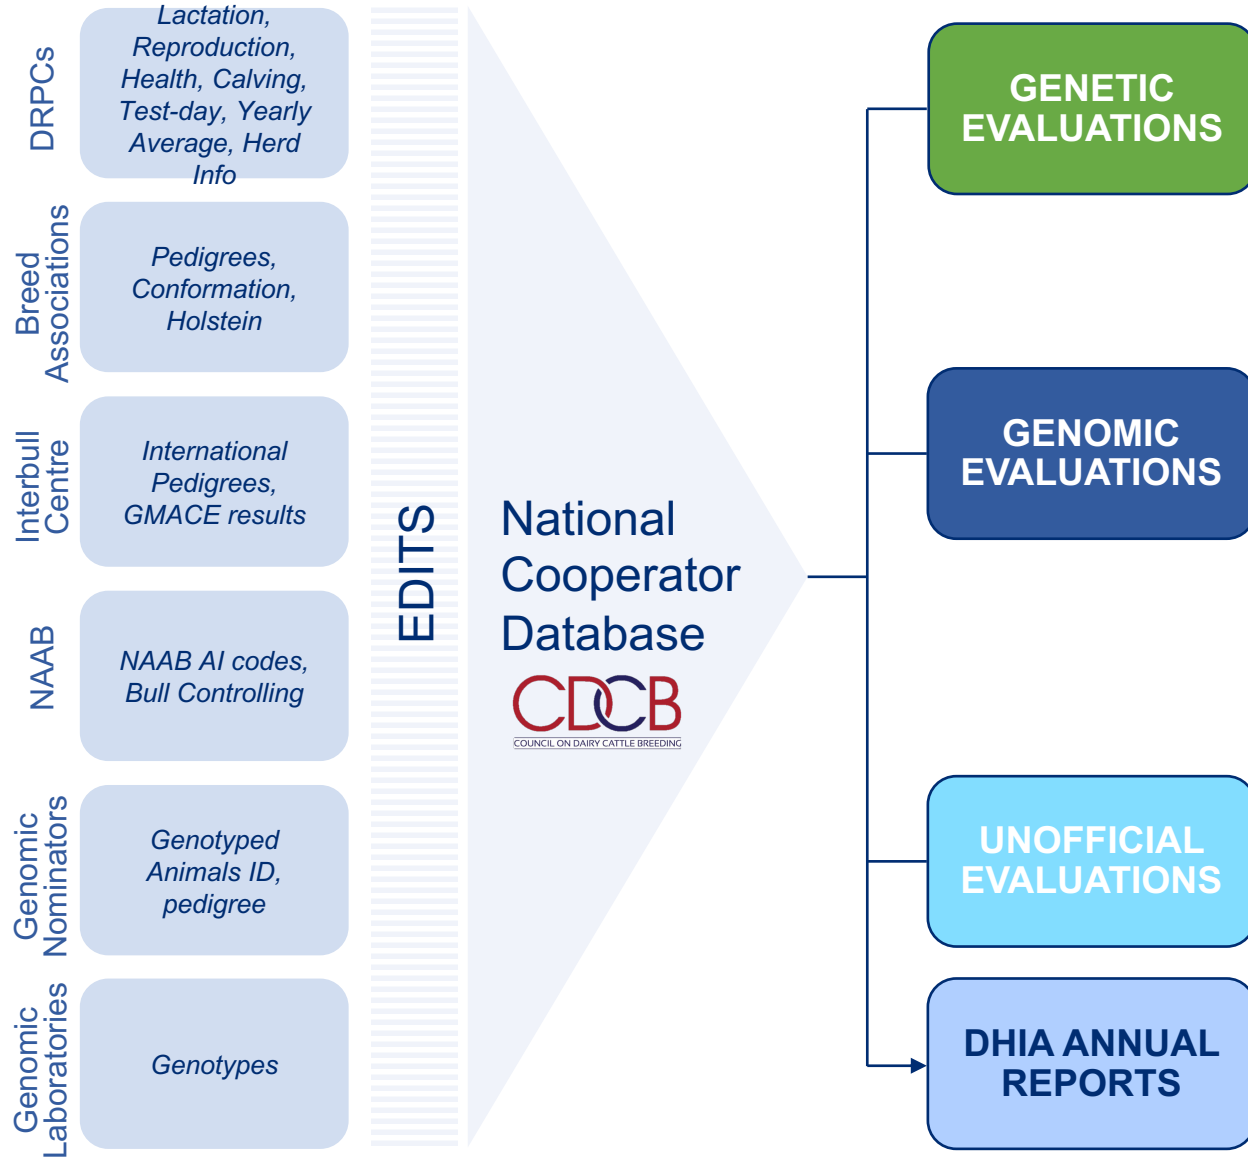 DRPCs
Lactation,
Reproduction,
Health, Calving,
Test-day, Yearly
Average, Herd
Info
Breed
Associations
Pedigrees,
Conformation,
Holstein
Interbull
Centre
International
Pedigrees,
GMACE results
NAAB
NAAB AI codes,
Bull Controlling
Genomic
Nominators
Genotyped
Animals ID,
pedigree
Genomic
Laboratories
Genotypes
EDITS
National
Cooperator
Database
CDCB
COUNCIL ON DAIRY CATTLE BREEDING
GENETIC
EVALUATIONS
GENOMIC
EVALUATIONS
UNOFFICIAL
EVALUATIONS
DHIA ANNUAL
REPORTS